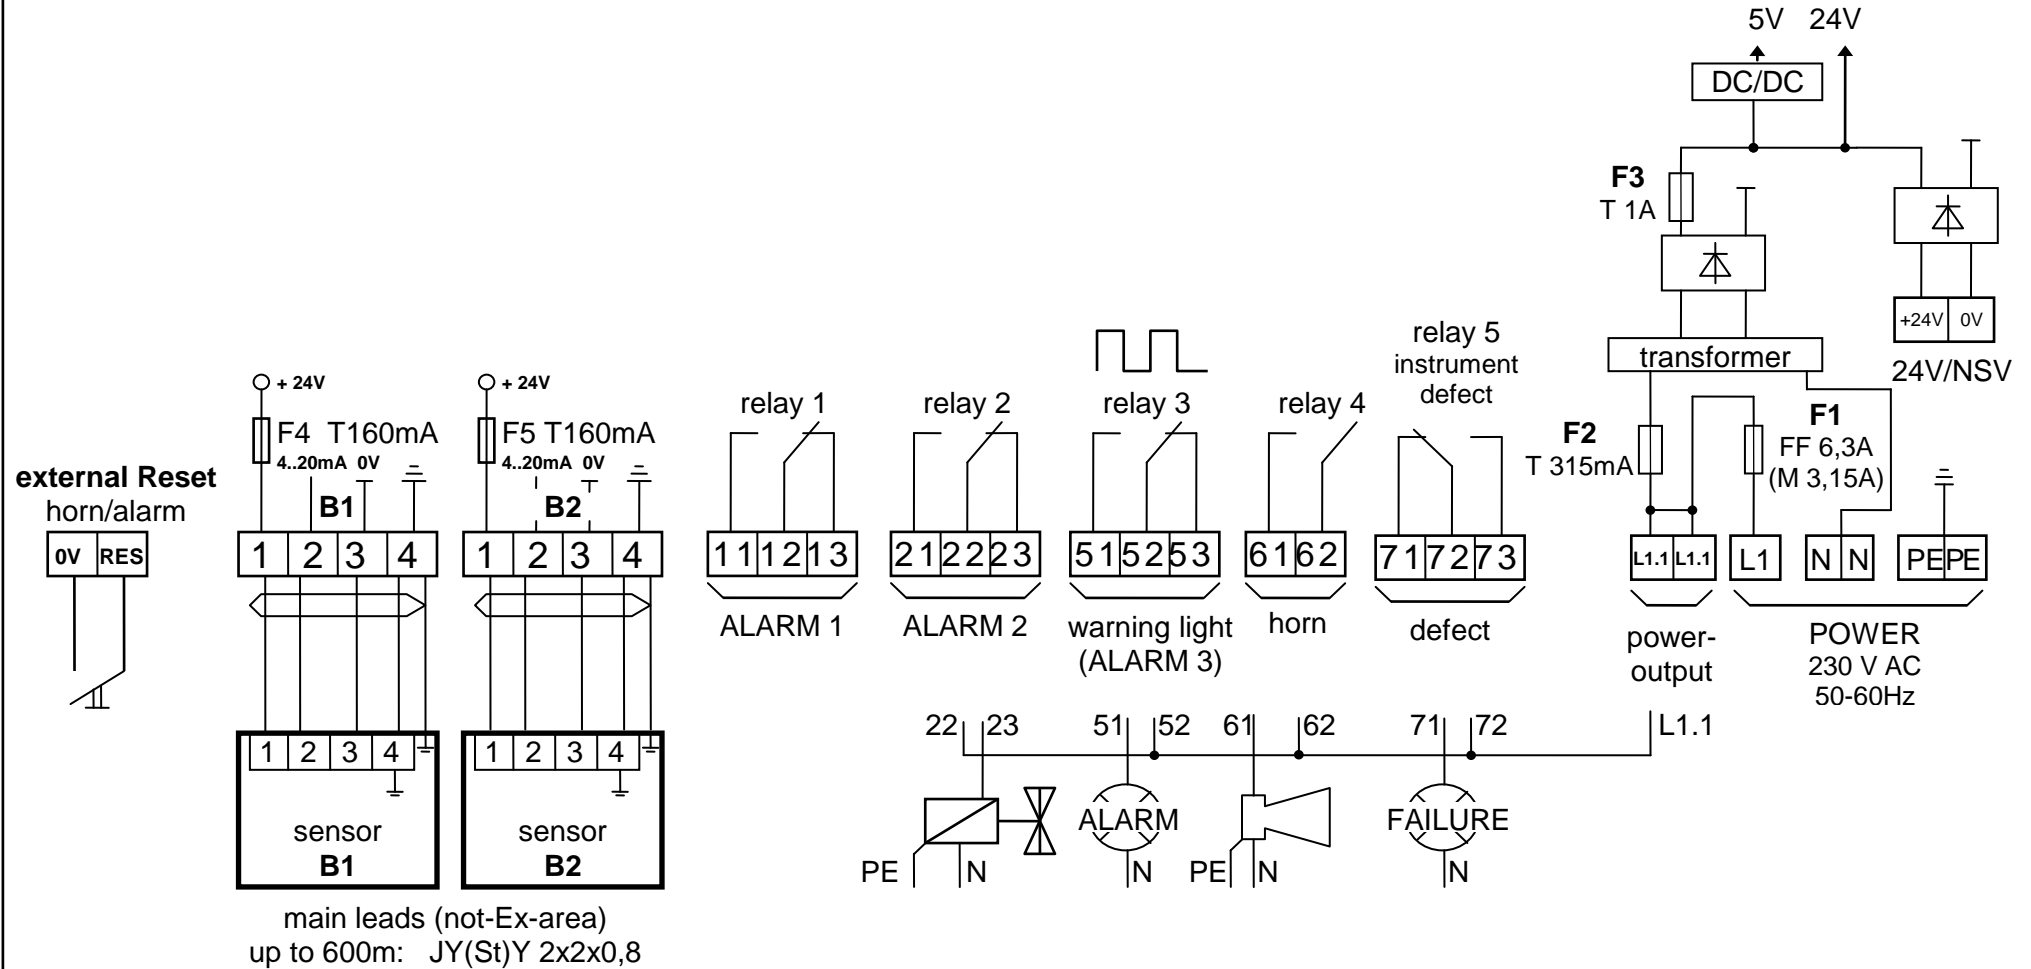 5V 24V
DC/DC
F3
T 1A
+24V 0V
24V/NSV
transformer
relay 5
instrument
defect
+ 24V
F4 T160mA
4..20mA 0V
B1
+ 24V
F5 T160mA
4..20mA 0V
B2
relay 1
relay 2
relay 3
relay 4
F2
T 315mA
F1
FF 6,3A
(M 3,15A)
external Reset
horn/alarm
0V RES
1 2 3 4
1 2 3 4
11 12 13
21 22 23
51 52 53
61 62
71 72 73
L1.1 L1.1
L1
N N
PE PE
ALARM 1
ALARM 2
warning light
(ALARM 3)
horn
defect
power-
output
POWER
230 V AC
50-60Hz
22 23 51 52 61 62 71 72 L1.1
1 2 3 4
sensor
B1
1 2 3 4
sensor
B2
ALARM
FAILURE
PE N N PE N N
main leads (not-Ex-area)
up to 600m: JY(St)Y 2x2x0,8